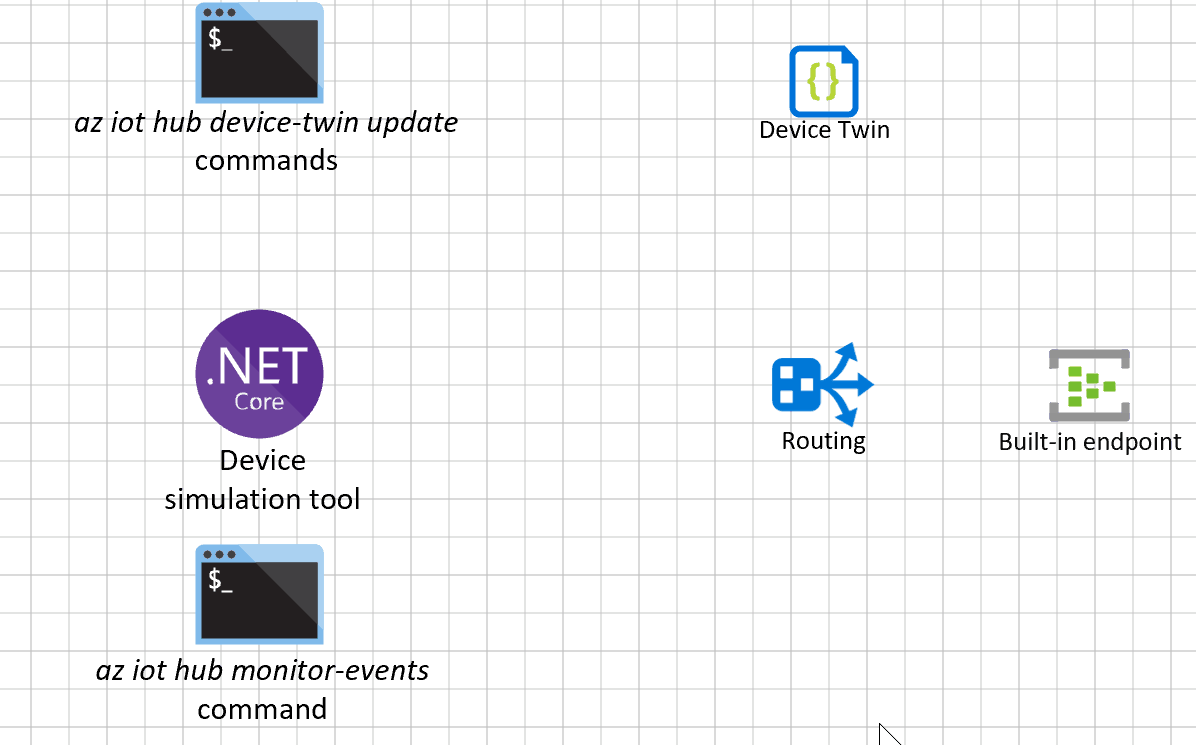 $_
az iot hub device-twin update
commands
Device Twin
.NET
Core
Device
simulation tool
Routing
Built-in endpoint
$_
az iot hub monitor-events
command